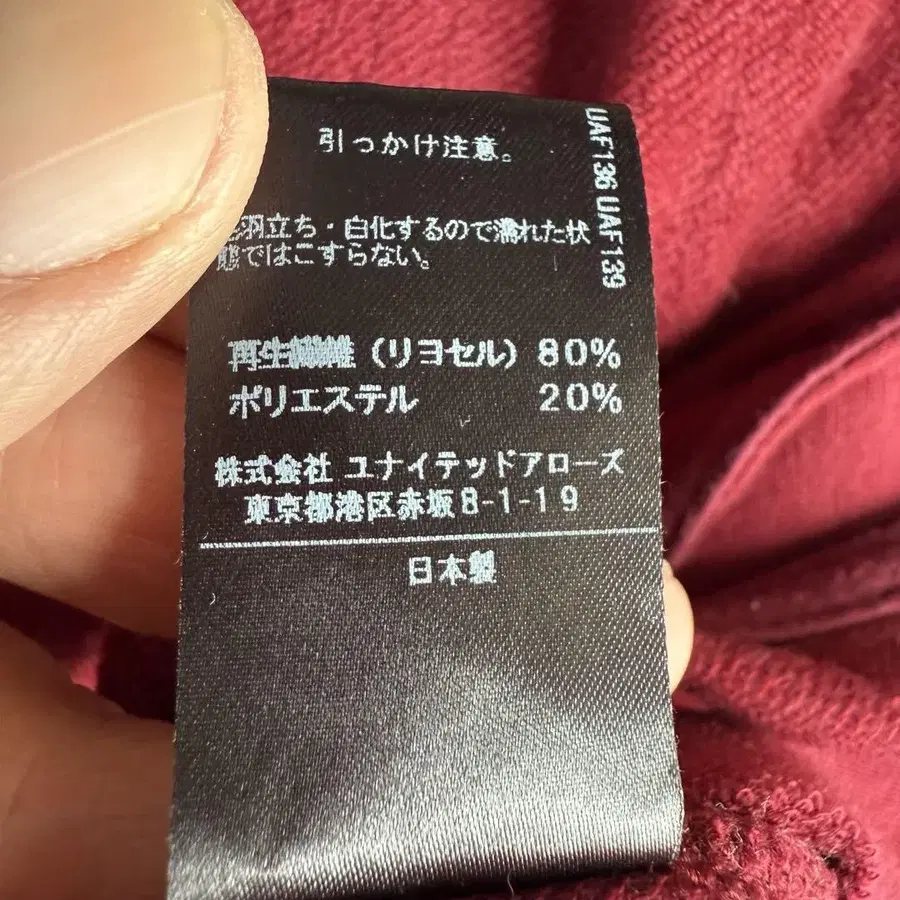 引っかけ注意。
毛羽立ち・白化するので濡れた状
態ではこすらない。
再生繊維 (リヨセル) 80%
ポリエステル 20%
株式会社 ユナイテッドアローズ
東京都港区赤坂8-1-19
日本製
UAF136 UAF139